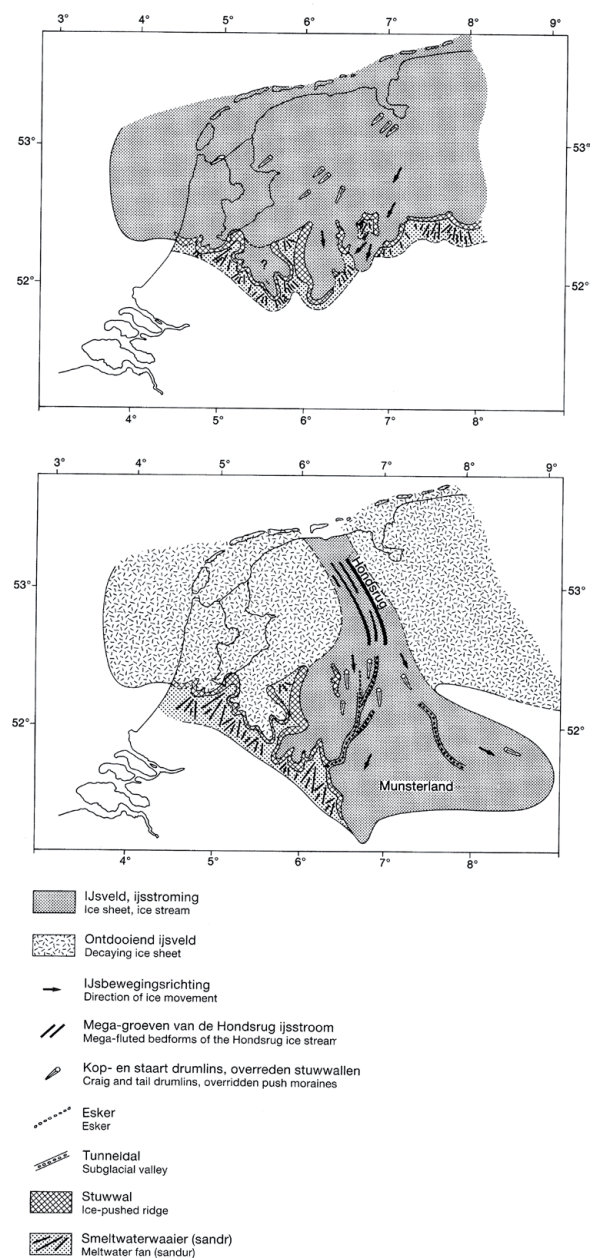 3° 4° 5° 6° 7° 8°
53° 53°
52° 52°
?
4° 5° 6° 7° 8°
3° 4° 5° 6° 7° 8° 9°
Hondsrug
53° 53°
52° 52°
Munsterland
4° 5° 6° 7° 8°
IJsveld, ijsstroming
Ice sheet, ice stream
Ontdooiend ijsveld
Decaying ice sheet
IJsbewegingsrichting
Direction of ice movement
Mega-groeven van de Hondsrug ijsstroom
Mega-fluted bedforms of the Hondsrug ice stream
Kop- en staart drumlins, overreden stuwwallen
Craig and tail drumlins, overridden push moraines
Esker
Esker
Tunneldal
Subglacial valley
Stuwwal
Ice-pushed ridge
Smeltwaterwaaier (sandr)
Meltwater fan (sandur)